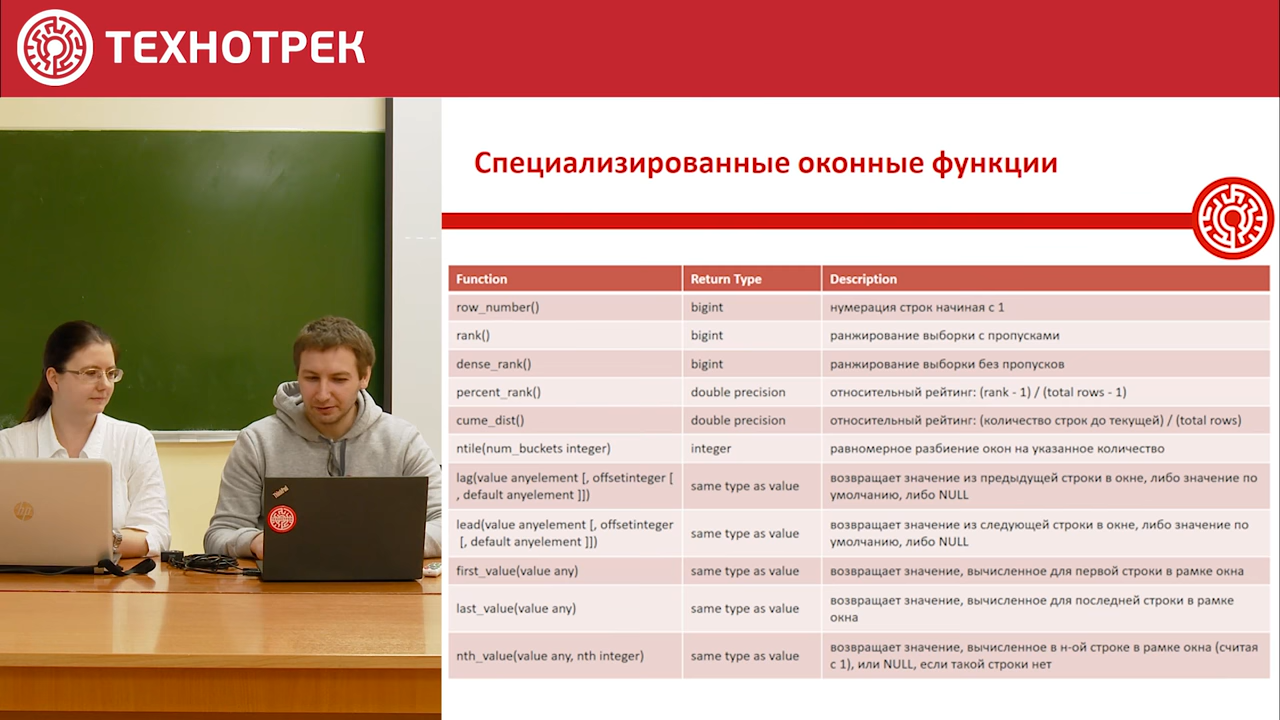 ТЕХНОТРЕК
Специализированные оконные функции
Function Return Type Description
row_number() bigint нумерация строк начиная с 1
rank() bigint ранжирование выборки с пропусками
dense_rank() bigint ранжирование выборки без пропусков
percent_rank() double precision относительный рейтинг: (rank - 1) / (total rows - 1)
cume_dist() double precision относительный рейтинг: (количество строк до текущей) / (total rows)
ntile(num_buckets integer) integer равномерное разбиение окон на указанное количество
lag(value anyelement [, offsetinteger [
, default anyelement ]]) same type as value возвращает значение из предыдущей строки в окне, либо значение по
умолчанию, либо NULL
lead(value anyelement [, offsetinteger
[, default anyelement ]]) same type as value возвращает значение из следующей строки в окне, либо значение по
умолчанию, либо NULL
first_value(value any) same type as value возвращает значение, вычисленное для первой строки в рамке окна
last_value(value any) same type as value возвращает значение, вычисленное для последней строки в рамке
окна
nth_value(value any, nth integer) same type as value возвращает значение, вычисленное в н-ой строке в рамке окна (считая
с 1), или NULL, если такой строки нет
hp
ThinkPad